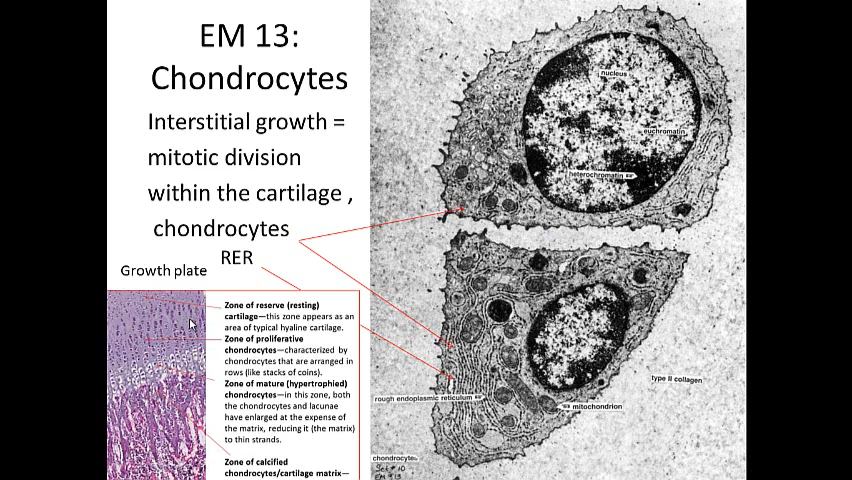 EM 13:
Chondrocytes
Interstitial growth =
mitotic division
within the cartilage ,
chondrocytes
RER
Growth plate
Zone of reserve (resting)
cartilage—this zone appears as an
area of typical hyaline cartilage.
Zone of proliferative
chondrocytes—characterized by
chondrocytes that are arranged in
rows (like stacks of coins).
Zone of mature (hypertrophied)
chondrocytes—in this zone, both
the chondrocytes and lacunae
have enlarged at the expense of
the matrix, reducing it (the matrix)
to thin strands.
Zone of calcified
chondrocytes/cartilage matrix—
nucleus
euchromatin
heterochromatin
type II collagen
rough endoplasmic reticulum
mitochondrion
chondrocyte
Set # 10
EM # 13